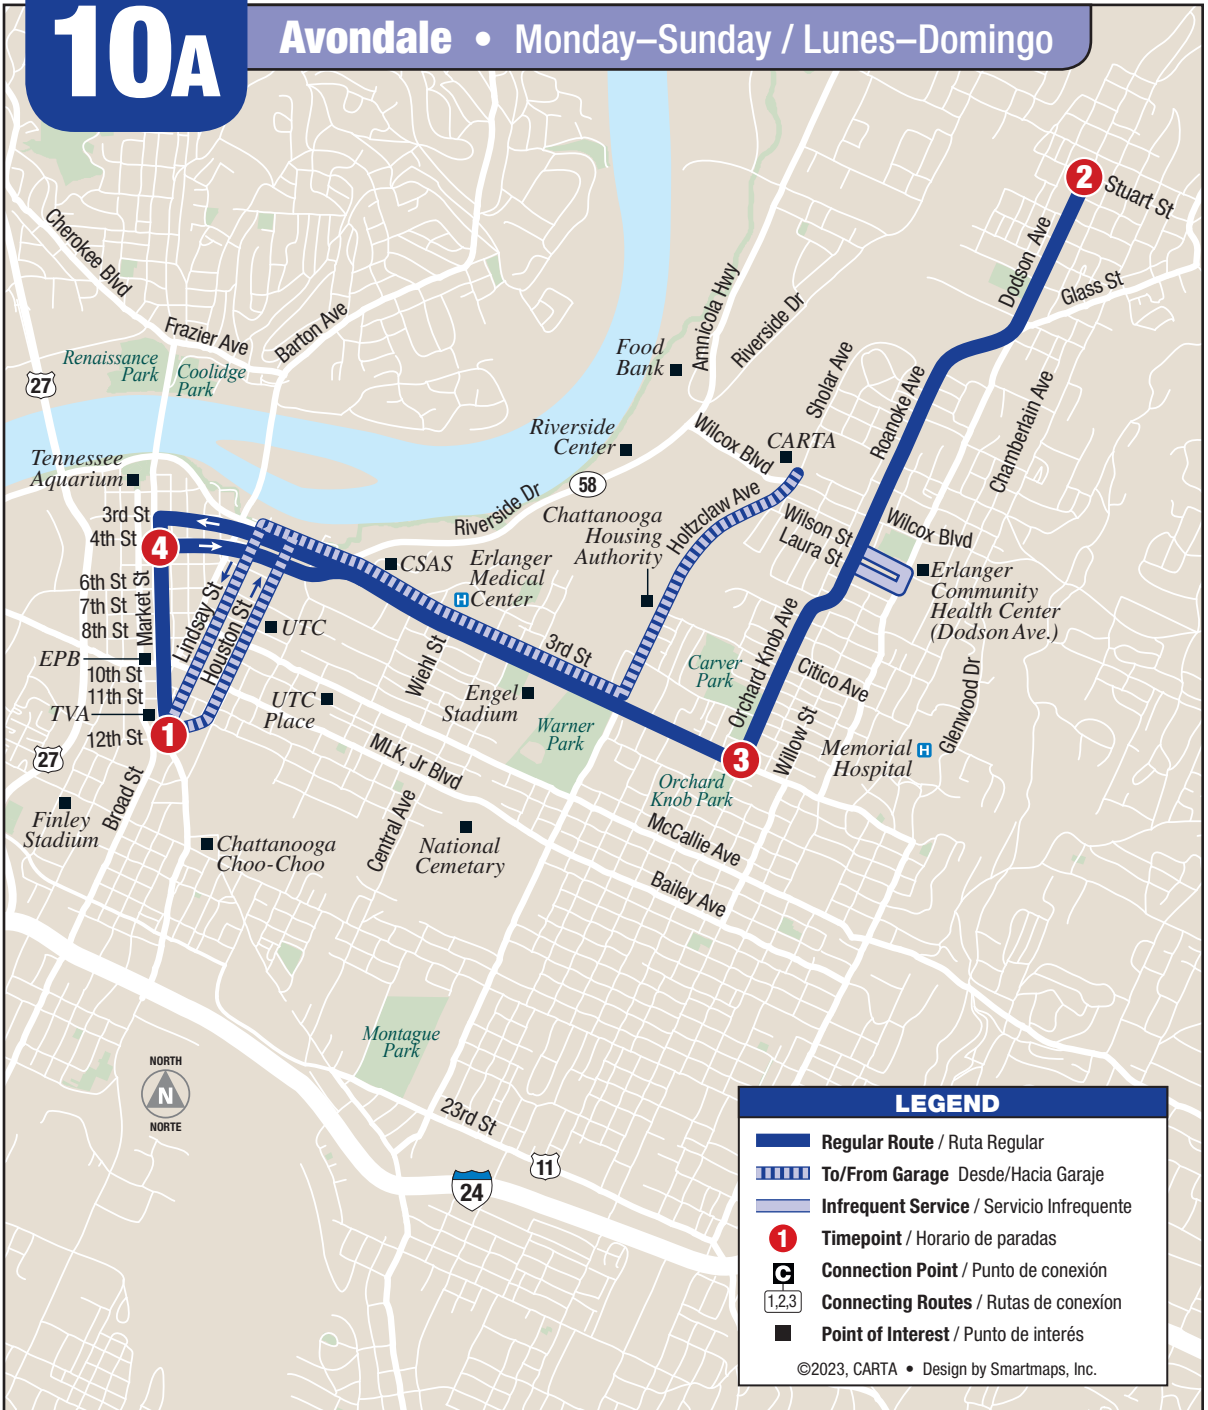 10A
Avondale • Monday–Sunday / Lunes–Domingo
2
Stuart St
Dodson Ave
Glass St
Cherokee Blvd
Frazier Ave
Barton Ave
Renaissance
Park
Coolidge
Park
27
Food
Bank
Amnicola Hwy
Riverside Dr
Sholar Ave
Roanoke Ave
Chamberlain Ave
Riverside
Center
Wilcox Blvd
CARTA
Tennessee
Aquarium
58
Riverside Dr
Chattanooga
Housing
Authority
Holtzclaw Ave
Wilson St
Laura St
Wilcox Blvd
3rd St
4th St
4
CSAS
Erlanger
Medical
Center
H
Erlanger
Community
Health Center
(Dodson Ave.)
6th St
7th St
8th St
Market St
Lindsay St
Houston St
UTC
EPB
10th St
11th St
TVA
12th St
1
UTC
Place
Wiehl St
3rd St
Engel
Stadium
Warner
Park
Carver
Park
Orchard Knob Ave
Citico Ave
Willow St
Glenwood Dr
Memorial
Hospital
H
3
Orchard
Knob Park
27
Broad St
MLK, Jr Blvd
Finley
Stadium
Chattanooga
Choo-Choo
Central Ave
National
Cemetary
McCallie Ave
Bailey Ave
Montague
Park
23rd St
11
24
NORTH
N
NORTE
LEGEND
Regular Route / Ruta Regular
To/From Garage Desde/Hacia Garaje
Infrequent Service / Servicio Infrequente
1 Timepoint / Horario de paradas
C Connection Point / Punto de conexión
1,2,3 Connecting Routes / Rutas de conexíon
Point of Interest / Punto de interés
©2023, CARTA • Design by Smartmaps, Inc.